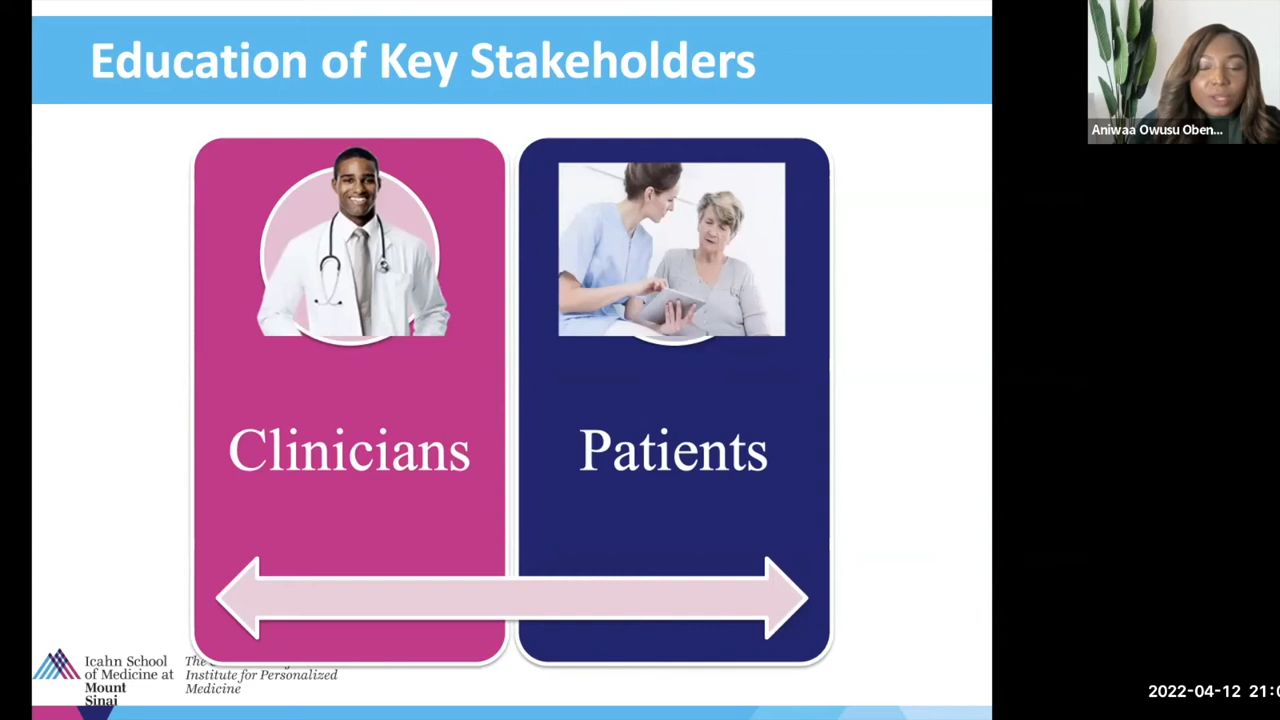 Education of Key Stakeholders
Aniwaa Owusu Oben...
Clinicians
Patients
Icahn School
of Medicine at
Mount
Sinai
The
Institute for Personalized
Medicine
2022-04-12 21:0